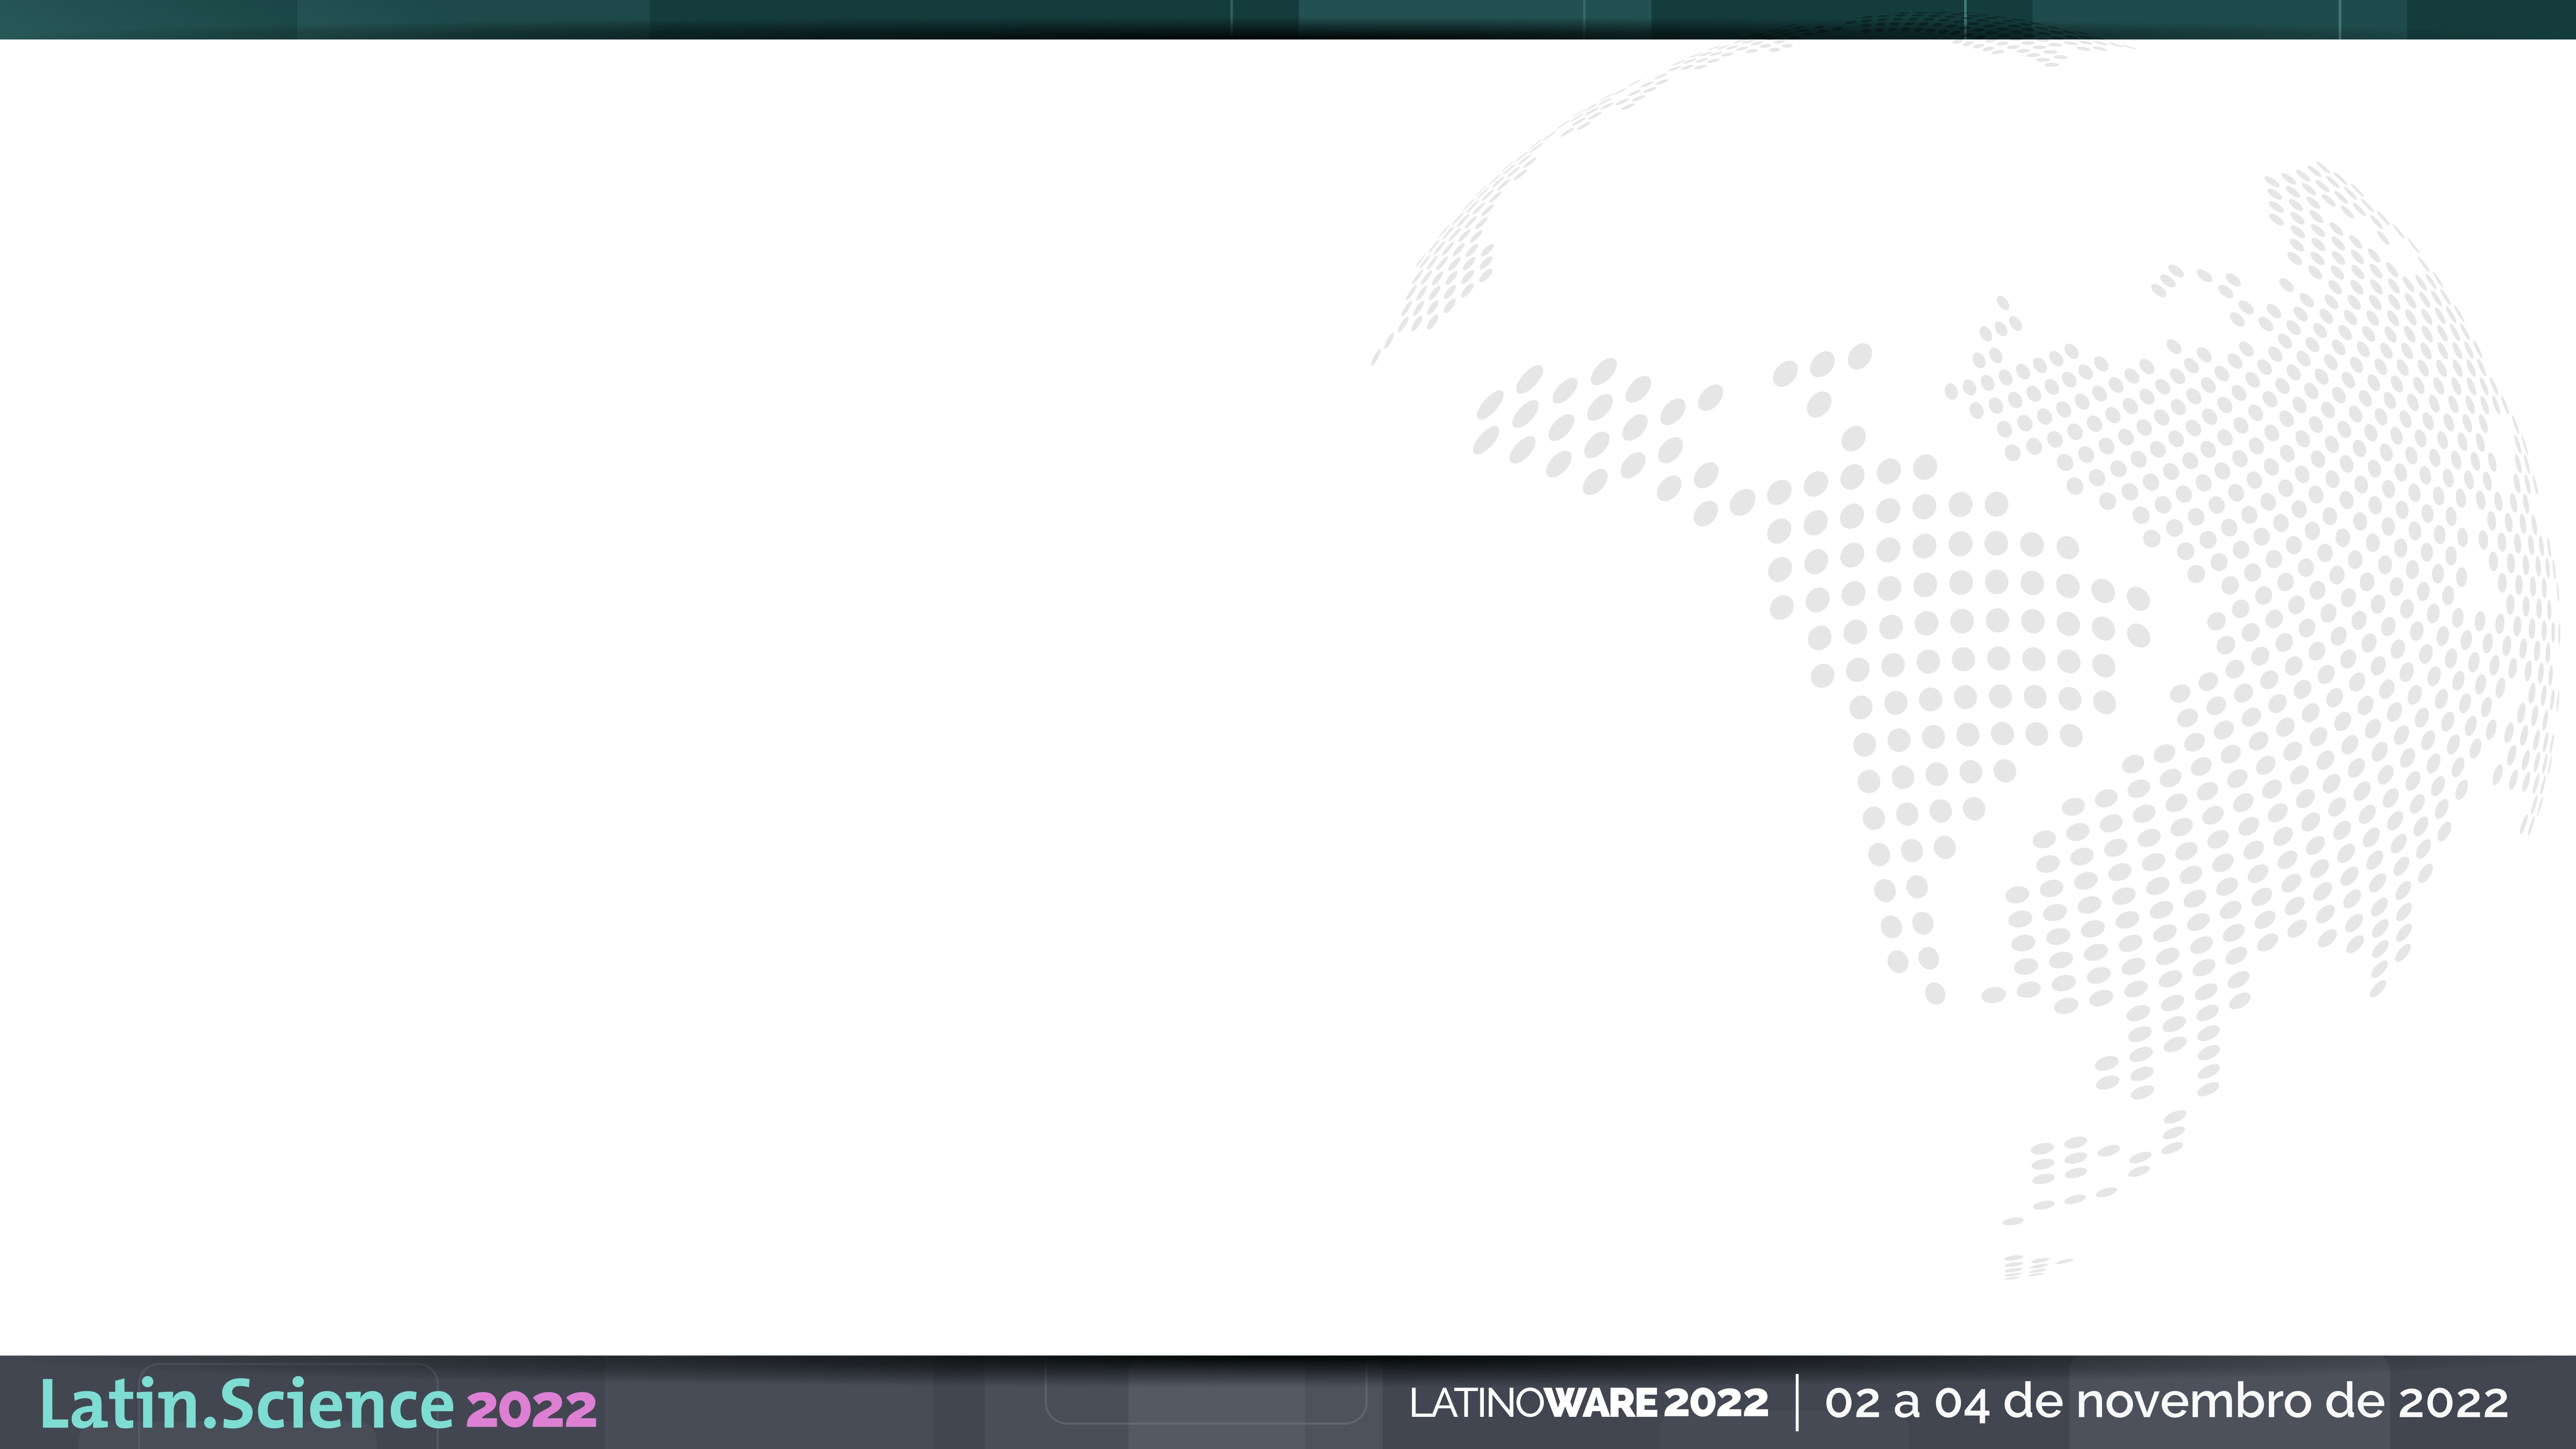 Latin.Science 2022
LATINOWARE 2022 | 02 a 04 de novembro de 2022